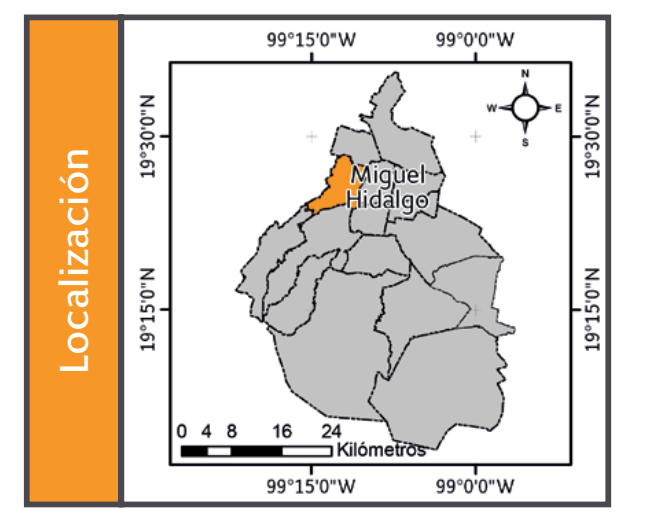 Localización
99°15'0"W 99°0'0"W
19°30'0"N 19°30'0"N
19°15'0"N 19°15'0"N
N
W E
S
Miguel
Hidalgo
0 4 8 16 24
Kilómetros
99°15'0"W 99°0'0"W